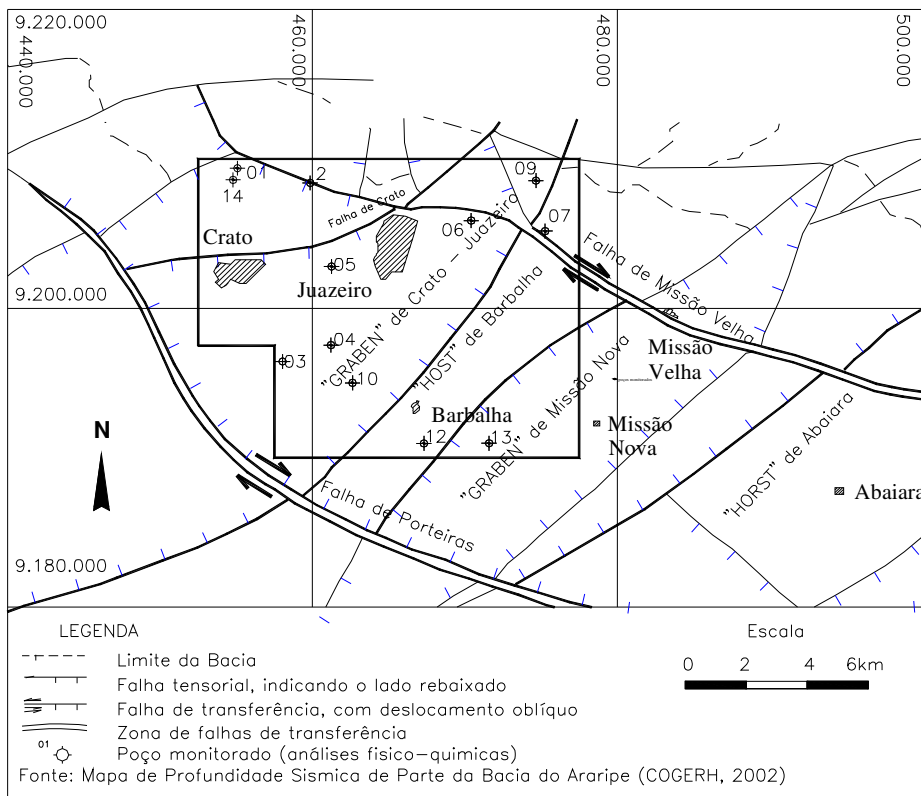 9.220.000
440.000
460.000
480.000
500.000
01
14
2
09
Falha de Crato
06
07
Crato
05
Juazeiro
"GRABEN" de Crato - Juazeiro
"HOST" de Barbalha
Falha de Missão Velha
9.200.000
04
03
10
Missão
Velha
"GRABEN" de Missão Nova
Barbalha
12
13
Missão
Nova
N
"HORST" de Abaiara
Abaiara
Falha de Porteiras
9.180.000
LEGENDA
Limite da Bacia
Falha tensorial, indicando o lado rebaixado
Falha de transferência, com deslocamento oblíquo
Zona de falhas de transferência
01
Poço monitorado (análises fisico-quimicas)
Escala
0 2 4 6km
Fonte: Mapa de Profundidade Sismica de Parte da Bacia do Araripe (COGERH, 2002)